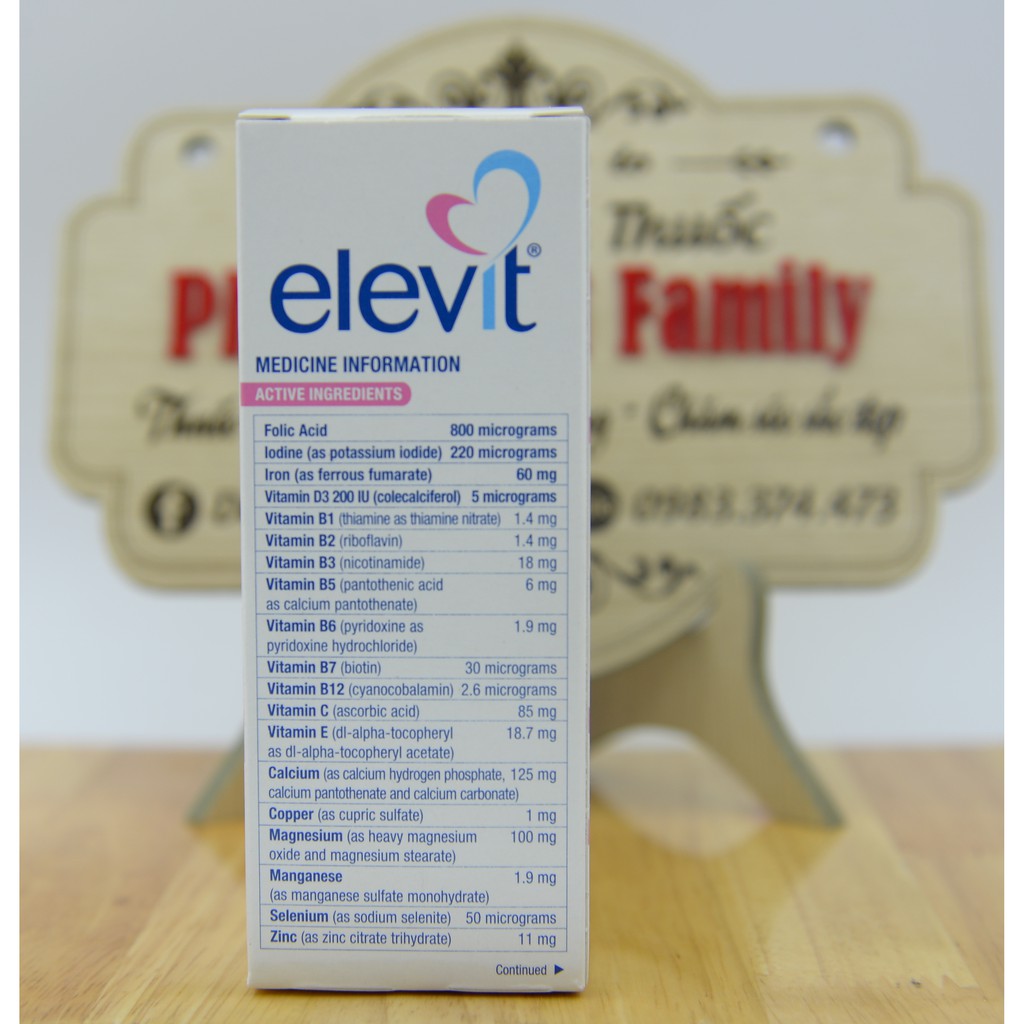 elevit®
MEDICINE INFORMATION
ACTIVE INGREDIENTS
Folic Acid 800 micrograms
Iodine (as potassium iodide) 220 micrograms
Iron (as ferrous fumarate) 60 mg
Vitamin D3 200 IU (colecalciferol) 5 micrograms
Vitamin B1 (thiamine as thiamine nitrate) 1.4 mg
Vitamin B2 (riboflavin) 1.4 mg
Vitamin B3 (nicotinamide) 18 mg
Vitamin B5 (pantothenic acid 6 mg
as calcium pantothenate)
Vitamin B6 (pyridoxine as 1.9 mg
pyridoxine hydrochloride)
Vitamin B7 (biotin) 30 micrograms
Vitamin B12 (cyanocobalamin) 2.6 micrograms
Vitamin C (ascorbic acid) 85 mg
Vitamin E (dl-alpha-tocopheryl 18.7 mg
as dl-alpha-tocopheryl acetate)
Calcium (as calcium hydrogen phosphate, 125 mg
calcium pantothenate and calcium carbonate)
Copper (as cupric sulfate) 1 mg
Magnesium (as heavy magnesium 100 mg
oxide and magnesium stearate)
Manganese 1.9 mg
(as manganese sulfate monohydrate)
Selenium (as sodium selenite) 50 micrograms
Zinc (as zinc citrate trihydrate) 11 mg
Continued
Thuốc
Family
0983.374.473